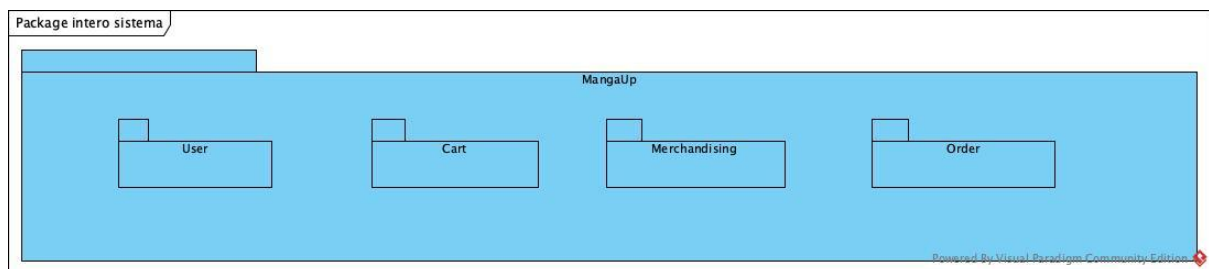 Package intero sistema
MangaUp
User
Cart
Merchandising
Order
Powered By Visual Paradigm Community Edition